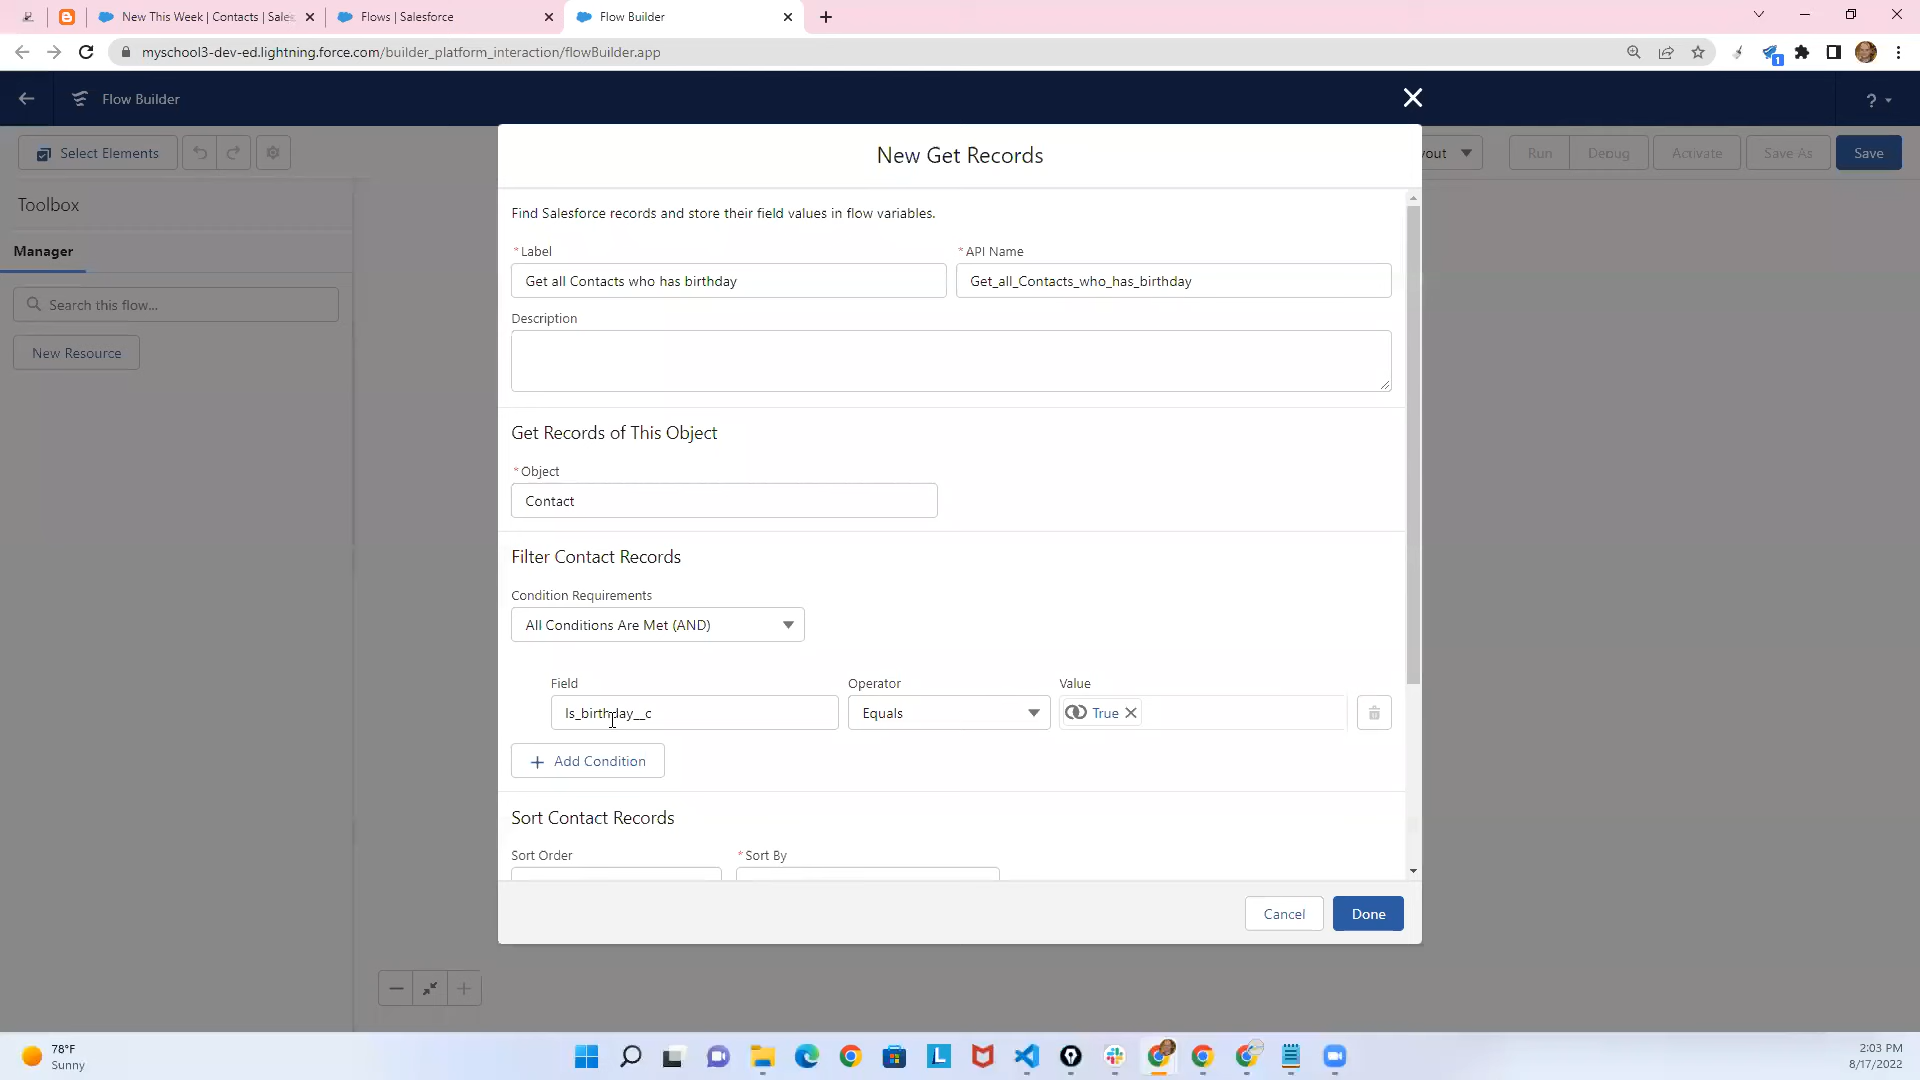 New This Week | Contacts | Sales
Flows | Salesforce
Flow Builder
myschool3-dev-ed.lightning.force.com/builder_platform_interaction/flowBuilder.app
1
Flow Builder
?
Select Elements
yout
Run
Debug
Activate
Save As
Save
Toolbox
Manager
Search this flow...
New Resource
New Get Records
Find Salesforce records and store their field values in flow variables.
* Label
* API Name
Get all Contacts who has birthday
Get_all_Contacts_who_has_birthday
Description
Get Records of This Object
* Object
Contact
Filter Contact Records
Condition Requirements
All Conditions Are Met (AND)
Field
Operator
Value
Is_birthday__c
Equals
True
Add Condition
Sort Contact Records
Sort Order
* Sort By
Cancel
Done
78°F
Sunny
2:03 PM
8/17/2022